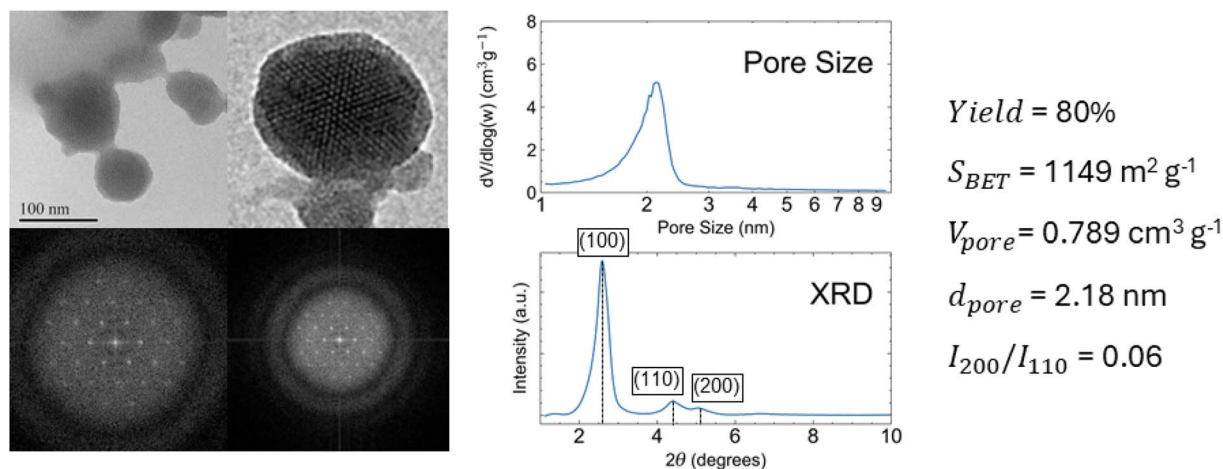 100 nm
dV/dlog(w) (cm³g⁻¹)
8
6
4
2
0
Pore Size
1 2 3 4 5 6 7 8 9
Pore Size (nm)
Intensity (a.u.)
(100)
(110)
(200)
XRD
2 4 6 8 10
2θ (degrees)
Yield = 80%
S_BET = 1149 m² g⁻¹
V_pore = 0.789 cm³ g⁻¹
d_pore = 2.18 nm
I₂₀₀/I₁₁₀ = 0.06